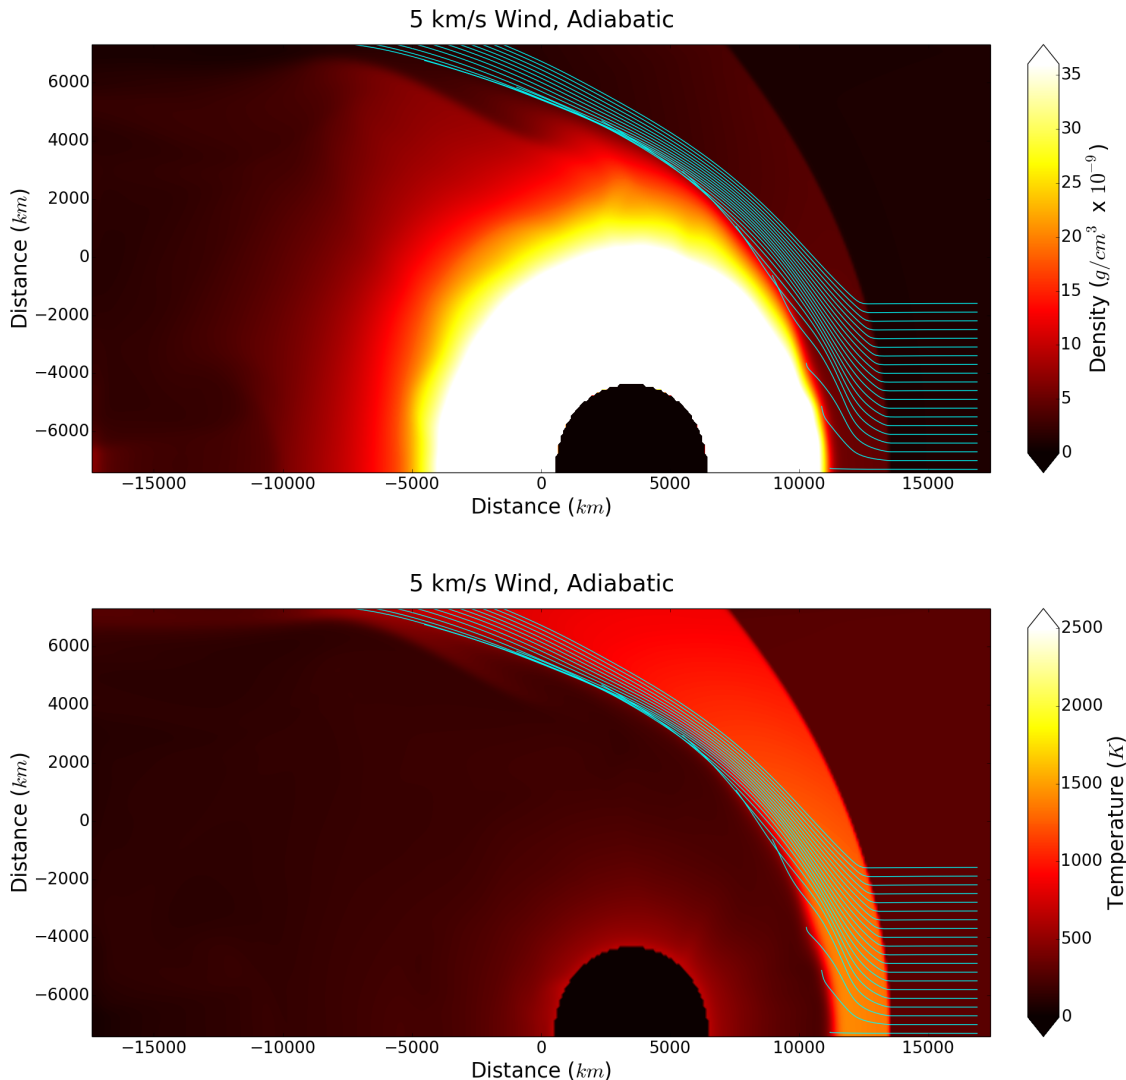 5 km/s Wind, Adiabatic
6000
4000
2000
0
−2000
−4000
−6000
Distance (km)
−15000 −10000 −5000 0 5000 10000 15000
Distance (km)
35
30
25
20
15
10
5
0
Density (g/cm³ x 10⁻⁹)
5 km/s Wind, Adiabatic
6000
4000
2000
0
−2000
−4000
−6000
Distance (km)
−15000 −10000 −5000 0 5000 10000 15000
Distance (km)
2500
2000
1500
1000
500
0
Temperature (K)